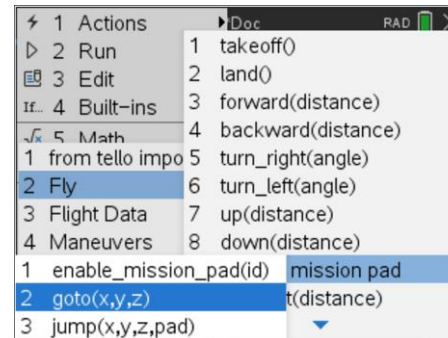 1 Actions
Doc
RAD
2 Run
3 Edit
If... 4 Built-ins
5 Math
1 from tello impo
2 Fly
3 Flight Data
4 Maneuvers
1 takeoff()
2 land()
3 forward(distance)
4 backward(distance)
5 turn_right(angle)
6 turn_left(angle)
7 up(distance)
8 down(distance)
mission pad
t(distance)
1 enable_mission_pad(id)
2 goto(x,y,z)
3 jump(x,y,z,pad)